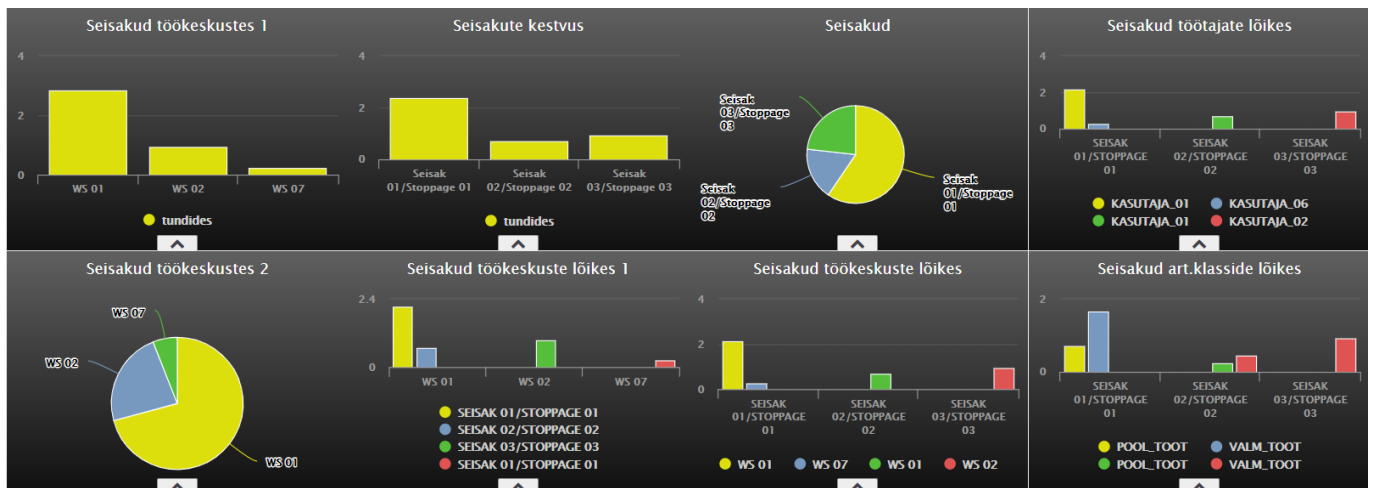 Seisakud töökeskustes 1
4
2
0
WS 01
WS 02
WS 07
tundides
Seisakute kestvus
4
2
0
Seisak
01/Stoppage 01
Seisak
02/Stoppage 02
Seisak
03/Stoppage 03
tundides
Seisakud
Seisak
03/Stoppage
03
Seisak
02/Stoppage
02
Seisak
01/Stoppage
01
Seisakud töötajate lõikes
4
2
0
SEISAK
01/STOPPAGE
01
SEISAK
02/STOPPAGE
02
SEISAK
03/STOPPAGE
03
KASUTAJA_01
KASUTAJA_06
KASUTAJA_01
KASUTAJA_02
Seisakud töökeskustes 2
WS 07
WS 02
WS 01
Seisakud töökeskuste lõikes 1
2.4
0
WS 01
WS 02
WS 07
SEISAK 01/STOPPAGE 01
SEISAK 02/STOPPAGE 02
SEISAK 03/STOPPAGE 03
SEISAK 01/STOPPAGE 01
Seisakud töökeskuste lõikes
4
2
0
SEISAK
01/STOPPAGE
01
SEISAK
02/STOPPAGE
02
SEISAK
03/STOPPAGE
03
WS 01
WS 07
WS 01
WS 02
Seisakud art.klasside lõikes
2
0
SEISAK
01/STOPPAGE
01
SEISAK
02/STOPPAGE
02
SEISAK
03/STOPPAGE
03
POOL_TOOT
VALM_TOOT
POOL_TOOT
VALM_TOOT